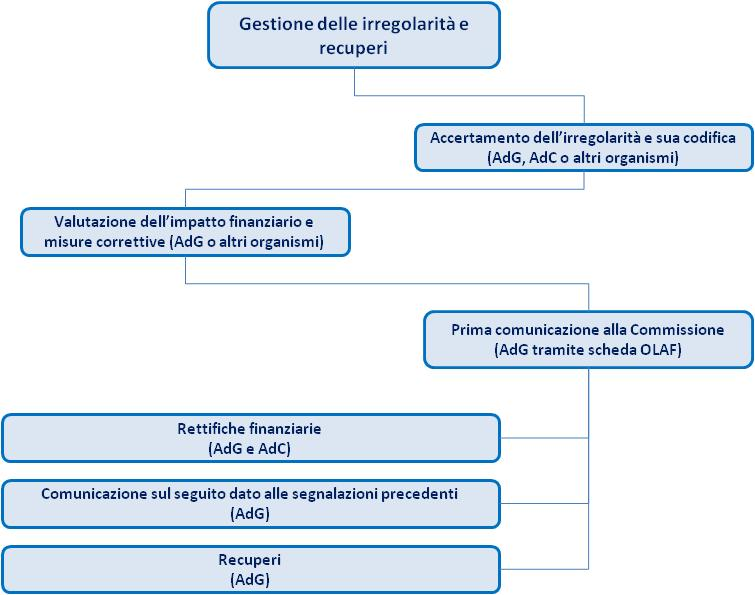 Gestione delle irregolarità e
recuperi
Accertamento dell'irregolarità e sua codifica
(AdG, AdC o altri organismi)
Valutazione dell'impatto finanziario e
misure correttive (AdG o altri organismi)
Prima comunicazione alla Commissione
(AdG tramite scheda OLAF)
Rettifiche finanziarie
(AdG e AdC)
Comunicazione sul seguito dato alle segnalazioni precedenti
(AdG)
Recuperi
(AdG)